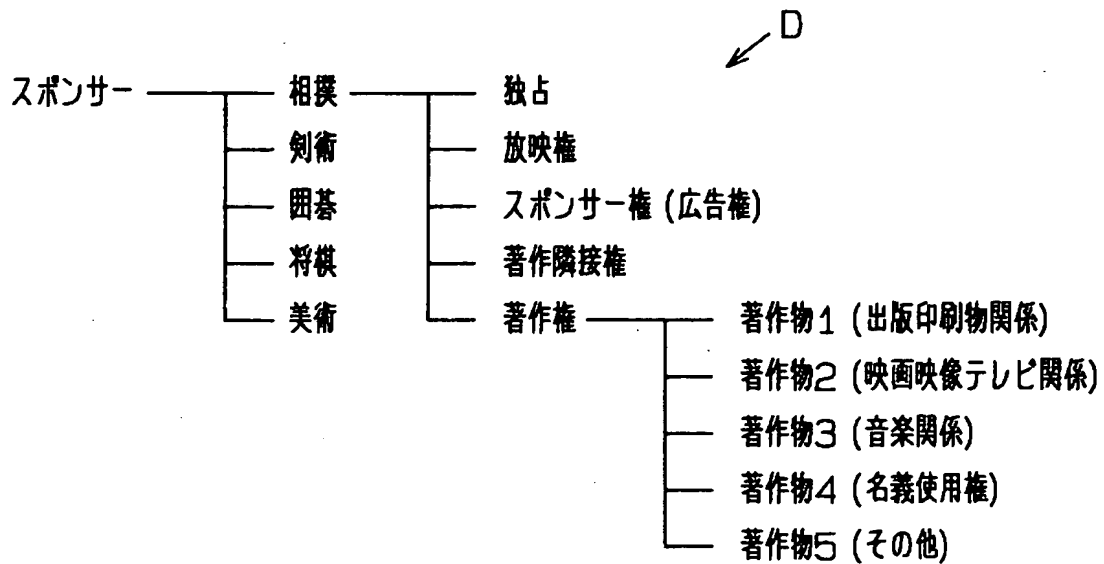 D
スポンサー 相撲 独占
剣術 放映権
囲碁 スポンサー権 (広告権)
将棋 著作隣接権
美術 著作権 著作物1 (出版印刷物関係)
著作物2 (映画映像テレビ関係)
著作物3 (音楽関係)
著作物4 (名義使用権)
著作物5 (その他)